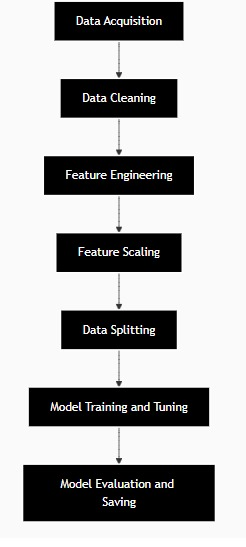 Data Acquisition
Data Cleaning
Feature Engineering
Feature Scaling
Data Splitting
Model Training and Tuning
Model Evaluation and
Saving